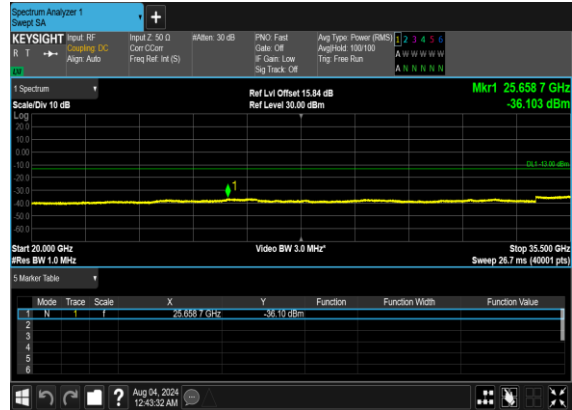 Spectrum Analyzer 1
Swept SA
+
KEYSIGHT Input: RF Input Z: 50 Ω #Atten: 30 dB PNO: Fast Avg Type: Power (RMS) 1 2 3 4 5 6
R T Coupling: DC Corr CCorr Gate: Off Avg|Hold: 100/100 A W W W W W
Align: Auto Freq Ref: Int (S) IF Gain: Low Trig: Free Run
Sig Track: Off A N N N N N
1 Spectrum Ref Lvl Offset 15.84 dB Mkr1 25.658 7 GHz
Scale/Div 10 dB Ref Level 30.00 dBm -36.103 dBm
Log
20.0
10.0
0.00
-10.0
DL1 -13.00 dBm
-20.0
1
-30.0
-40.0
-50.0
-60.0
Start 20.000 GHz Video BW 3.0 MHz* Stop 35.500 GHz
#Res BW 1.0 MHz Sweep 26.7 ms (40001 pts)
5 Marker Table
Mode Trace Scale X Y Function Function Width Function Value
1 N 1 f 25.658 7 GHz -36.10 dBm
2
3
4
5
6
? Aug 04, 2024
12:43:32 AM